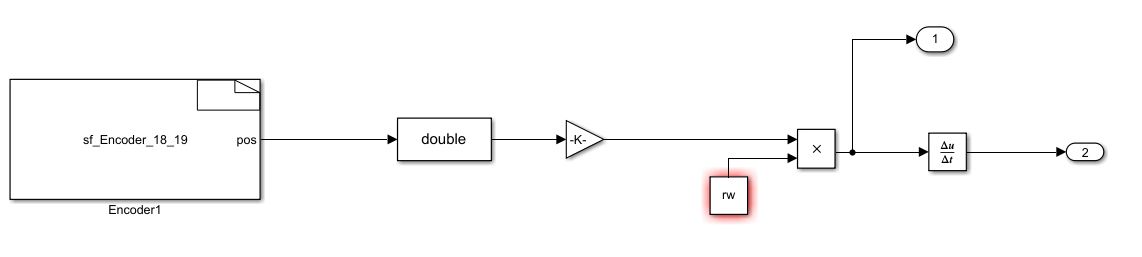 1
sf_Encoder_18_19
pos
double
-K-
×
Δu
Δt
2
rw
Encoder1